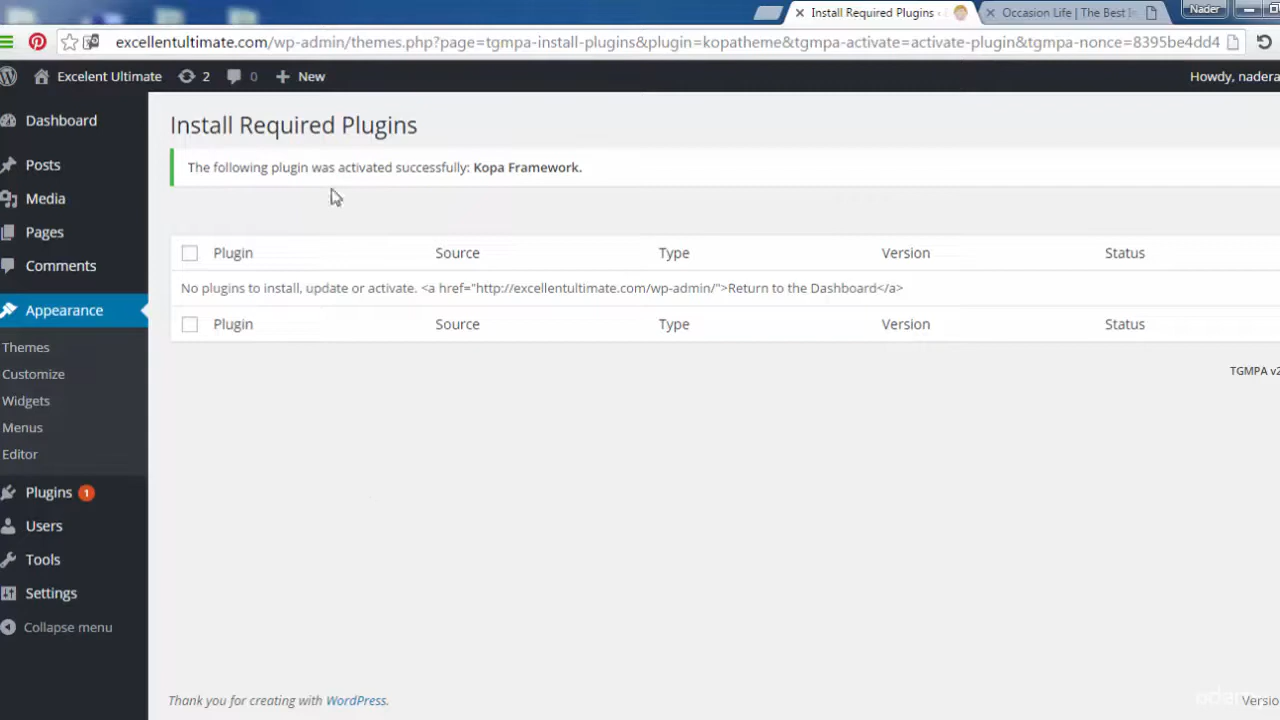 Install Required Plugins -
Occasion Life | The Best I
Nader
excellentultimate.com/wp-admin/themes.php?page=tgmpa-install-plugins&plugin=kopatheme&tgmpa-activate=activate-plugin&tgmpa-nonce=8395be4dd4
Excelent Ultimate
2
0
New
Howdy, nadera
Dashboard
Posts
Media
Pages
Comments
Appearance
Themes
Customize
Widgets
Menus
Editor
Plugins 1
Users
Tools
Settings
Collapse menu
Install Required Plugins
The following plugin was activated successfully: Kopa Framework.
Plugin Source Type Version Status
No plugins to install, update or activate. <a href="http://excellentultimate.com/wp-admin/">Return to the Dashboard</a>
Plugin Source Type Version Status
TGMPA v2
Thank you for creating with WordPress.
Versio